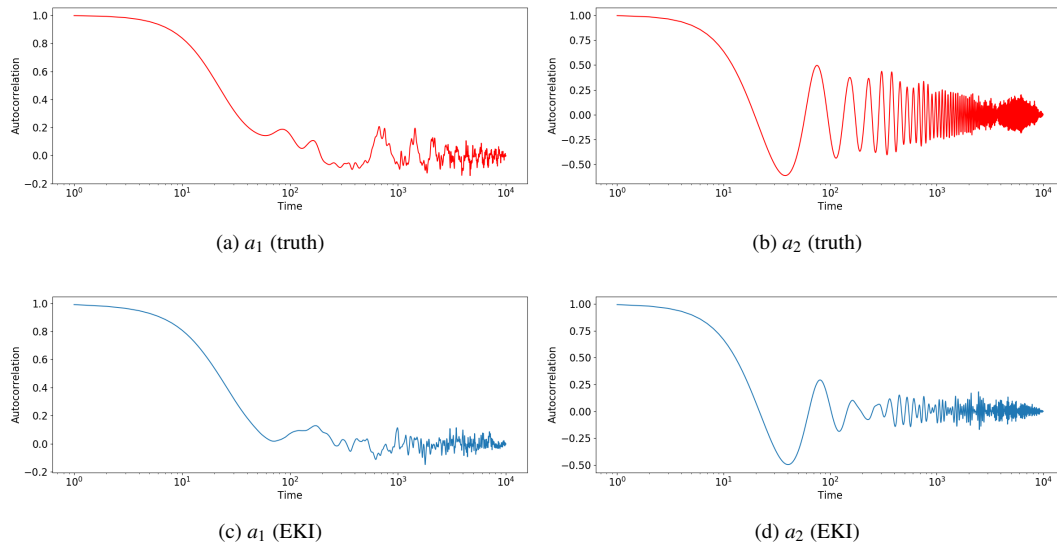 1.0
0.8
0.6
0.4
0.2
0.0
−0.2
Autocorrelation
10⁰ 10¹ 10² 10³ 10⁴
Time
(a) a₁ (truth)
1.00
0.75
0.50
0.25
0.00
−0.25
−0.50
Autocorrelation
10⁰ 10¹ 10² 10³ 10⁴
Time
(b) a₂ (truth)
1.0
0.8
0.6
0.4
0.2
0.0
−0.2
Autocorrelation
10⁰ 10¹ 10² 10³ 10⁴
Time
(c) a₁ (EKI)
1.00
0.75
0.50
0.25
0.00
−0.25
−0.50
Autocorrelation
10⁰ 10¹ 10² 10³ 10⁴
Time
(d) a₂ (EKI)